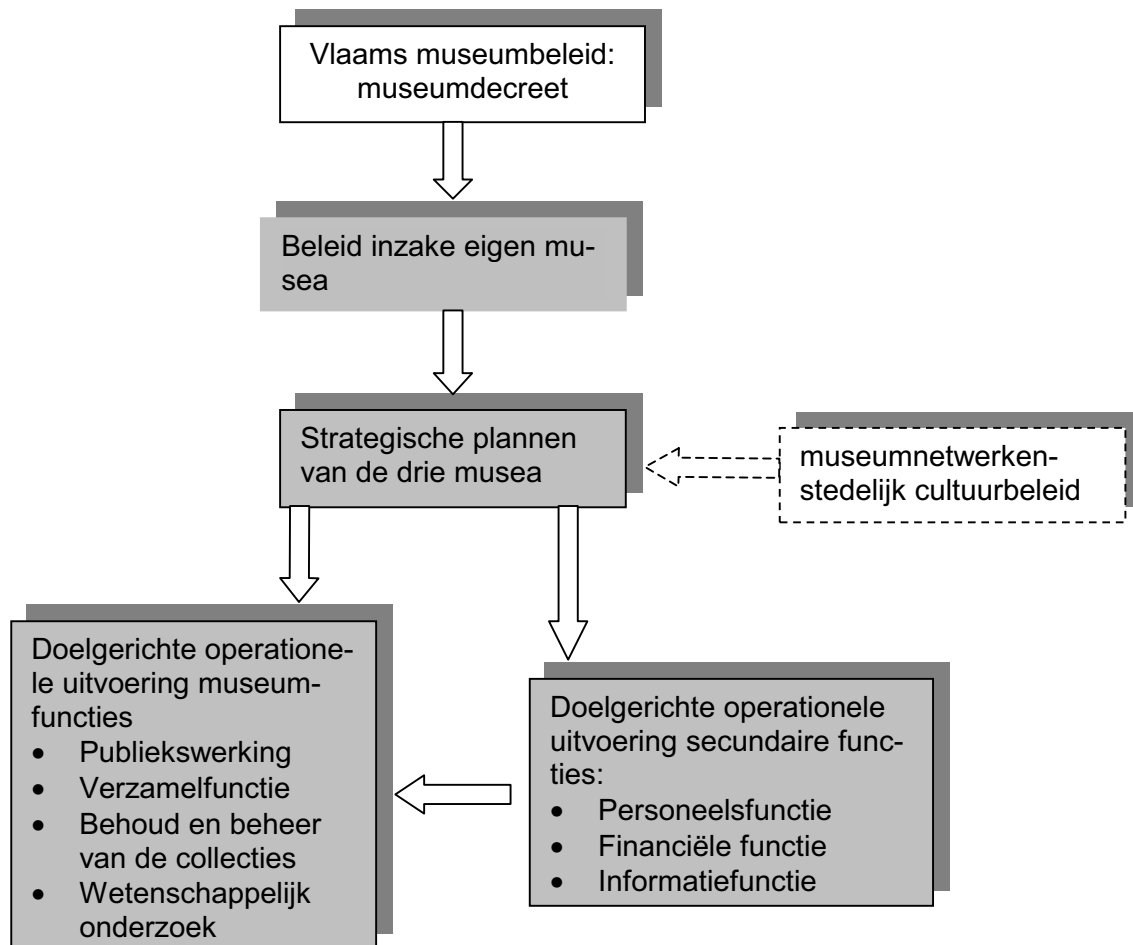 Vlaams museumbeleid:
museumdecreet
Beleid inzake eigen mu-
sea
Strategische plannen
van de drie musea
museumnetwerken-
stedelijk cultuurbeleid
Doelgerichte operatione-
le uitvoering museum-
functies
• Publiekswerking
• Verzamelfunctie
• Behoud en beheer
van de collecties
• Wetenschappelijk
onderzoek
Doelgerichte operationele
uitvoering secundaire func-
ties:
• Personeelsfunctie
• Financiële functie
• Informatiefunctie